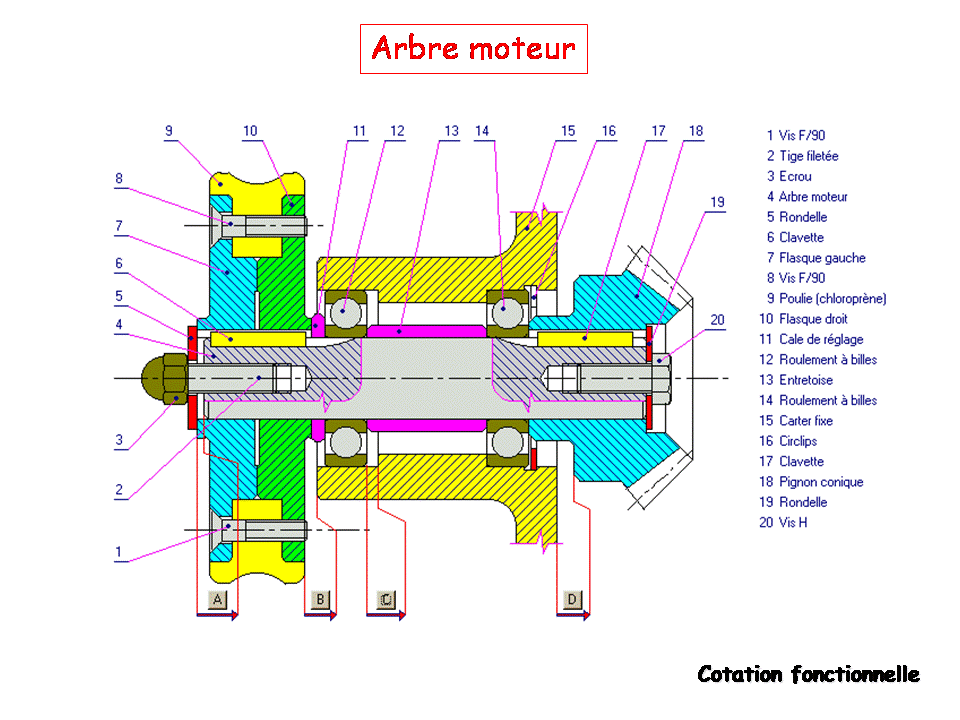 Arbre moteur
9 10 11 12 13 14 15 16 17 18
8
7
6
5
4
3
2
1
19
20
1 Vis F/90
2 Tige filetée
3 Ecrou
4 Arbre moteur
5 Rondelle
6 Clavette
7 Flasque gauche
8 Vis F/90
9 Poulie (chloroprène)
10 Flasque droit
11 Cale de réglage
12 Roulement à billes
13 Entretoise
14 Roulement à billes
15 Carter fixe
16 Circlips
17 Clavette
18 Pignon conique
19 Rondelle
20 Vis H
A B C D
Cotation fonctionnelle